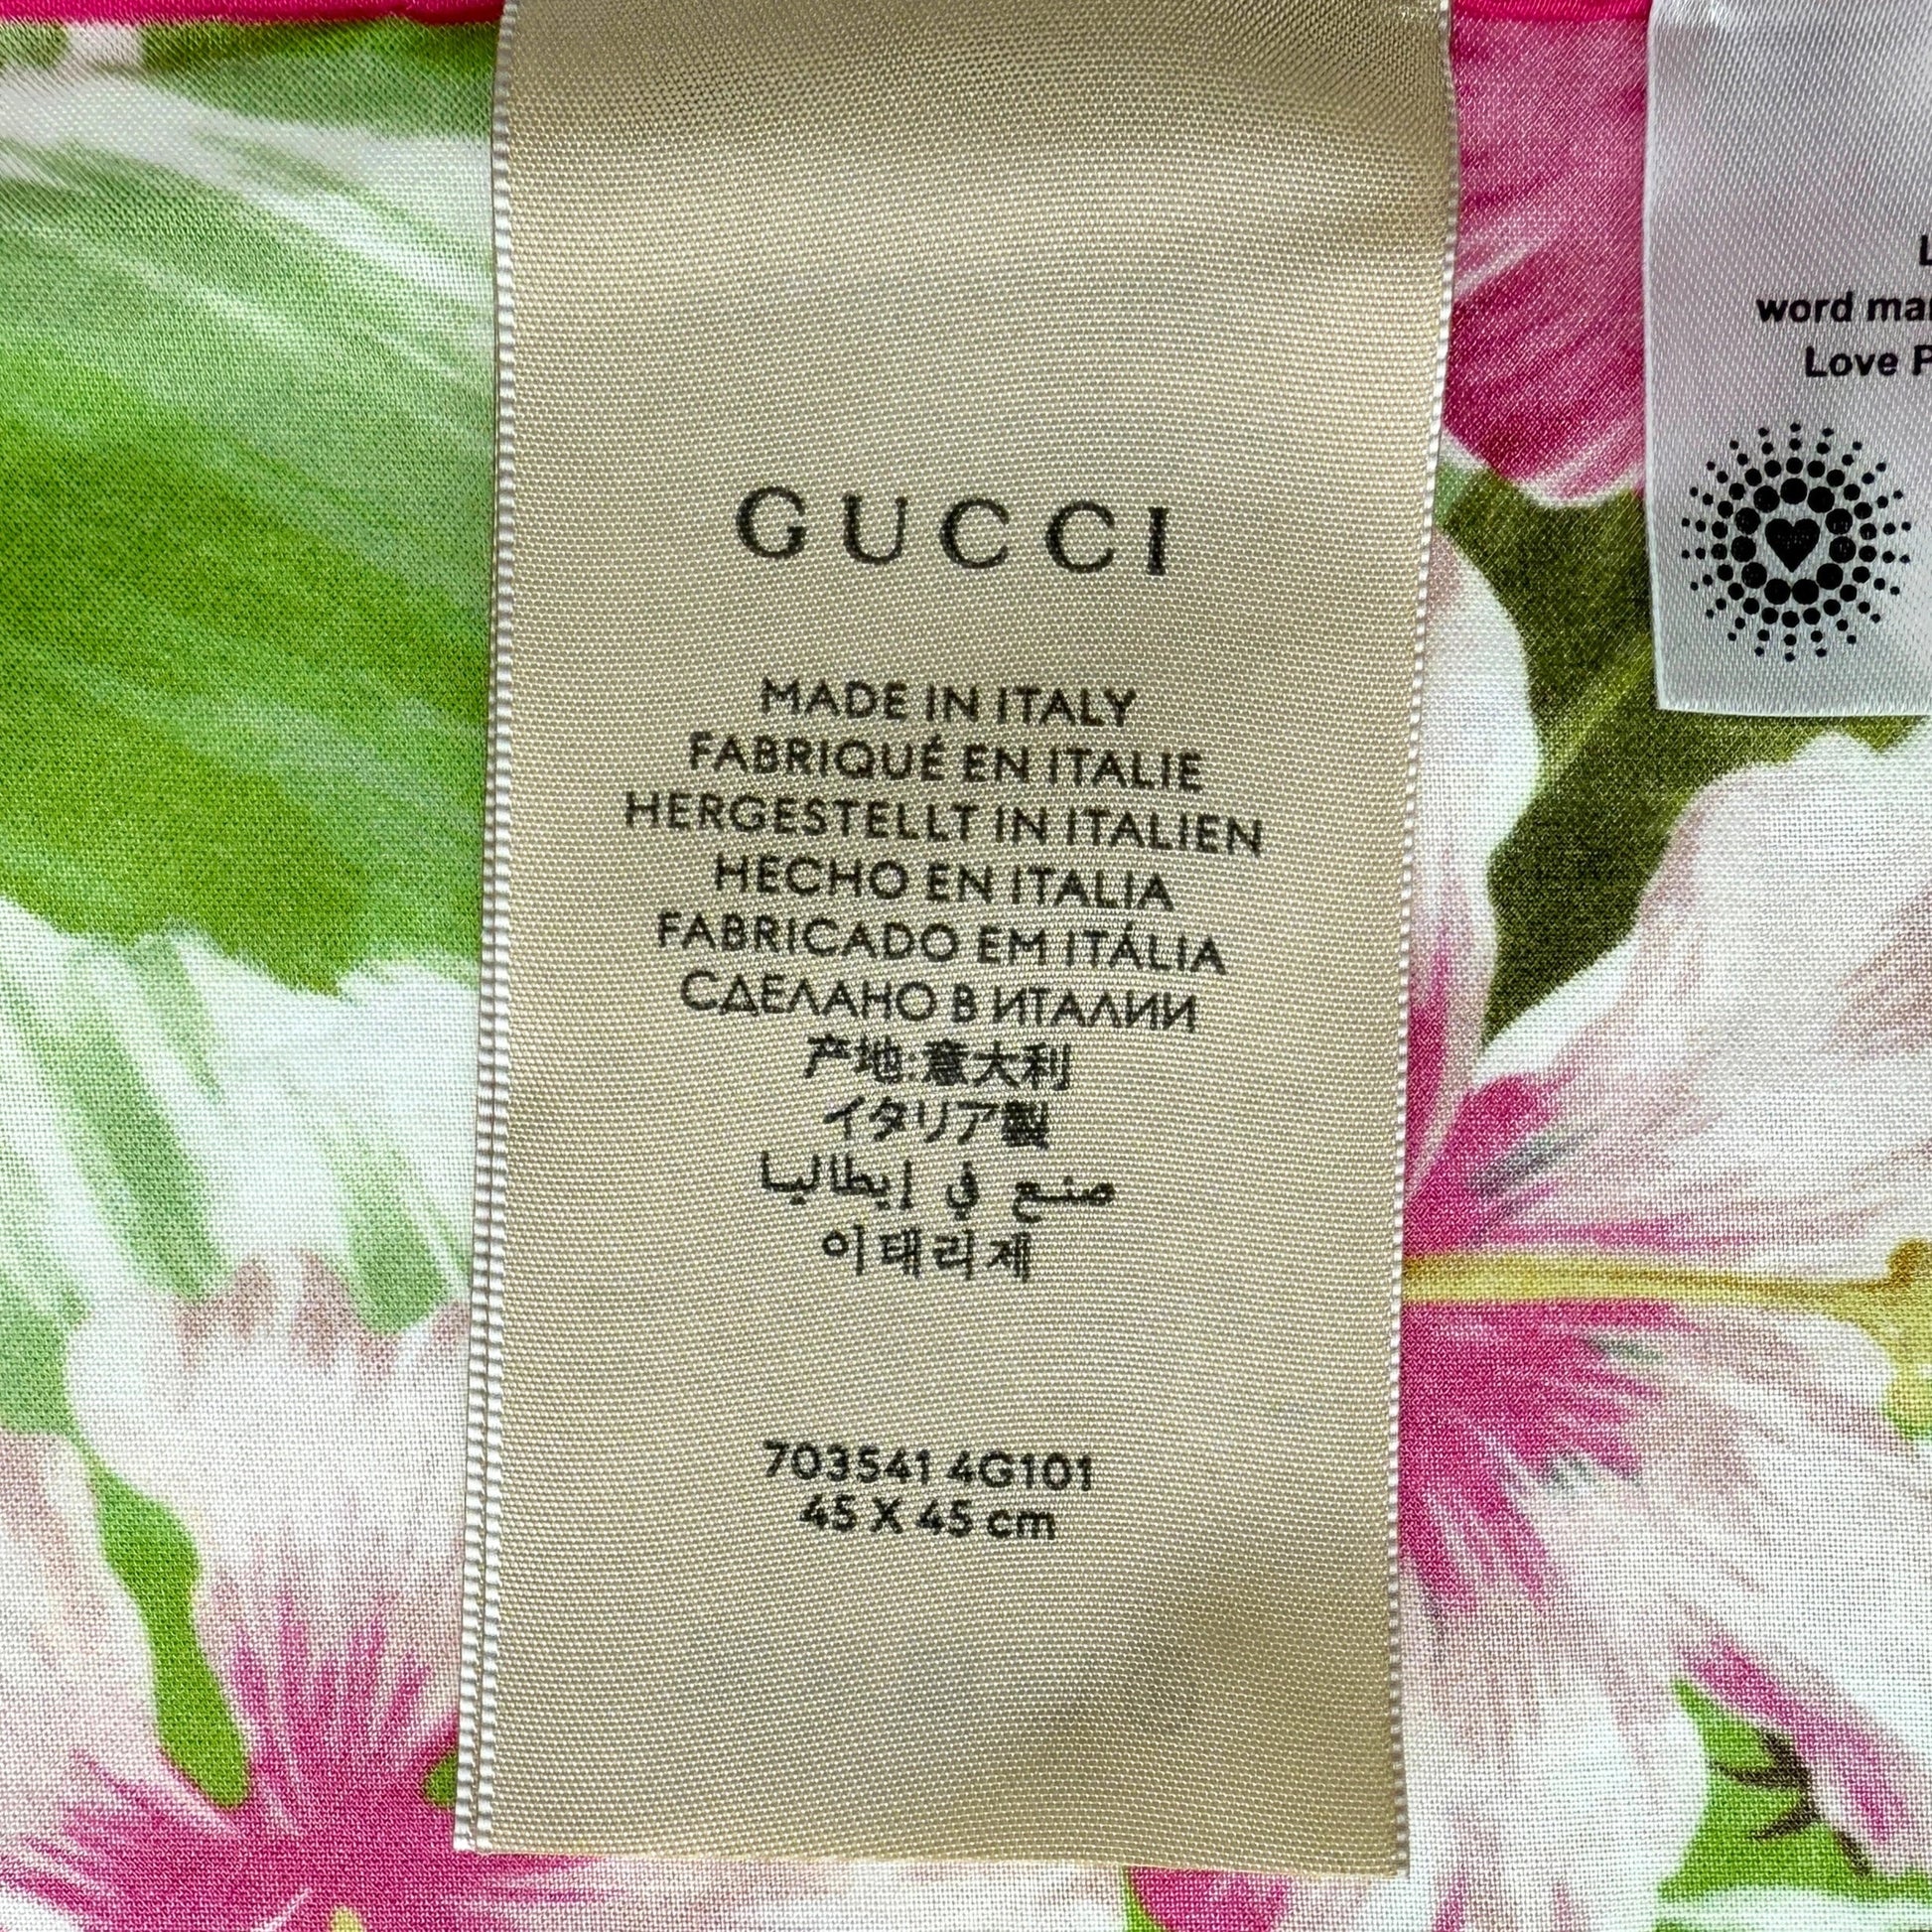 GUCCI
MADE IN ITALY
FABRIQUÉ EN ITALIE
HERGESTELLT IN ITALIEN
HECHO EN ITALIA
FABRICADO EM ITÁLIA
СДЕЛАНО В ИТАЛИИ
产地:意大利
イタリア製
صنع في إيطاليا
이태리제
703541 4G101
45 X 45 cm
word
Love